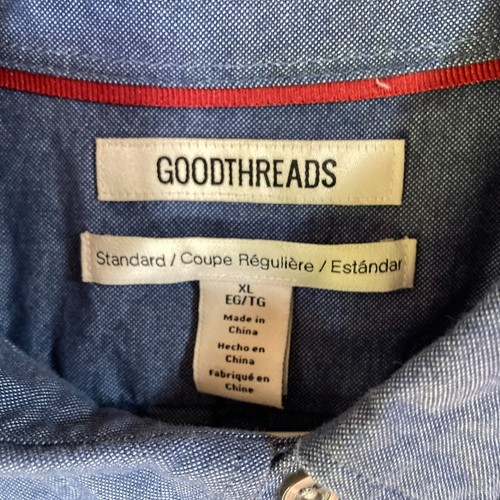 GOODTHREADS
Standard / Coupe Régulière / Estándar
XL
EG/TG
Made in
China
Hecho en
China
Fabriqué en
Chine